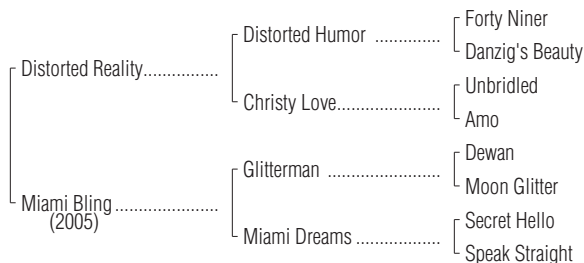 Forty Niner
Distorted Humor ..............
Danzig's Beauty
Distorted Reality................
Unbridled
Christy Love......................
Amo
Dewan
Glitterman ........................
Moon Glitter
Miami Bling ......................
(2005)
Secret Hello
Miami Dreams ..................
Speak Straight